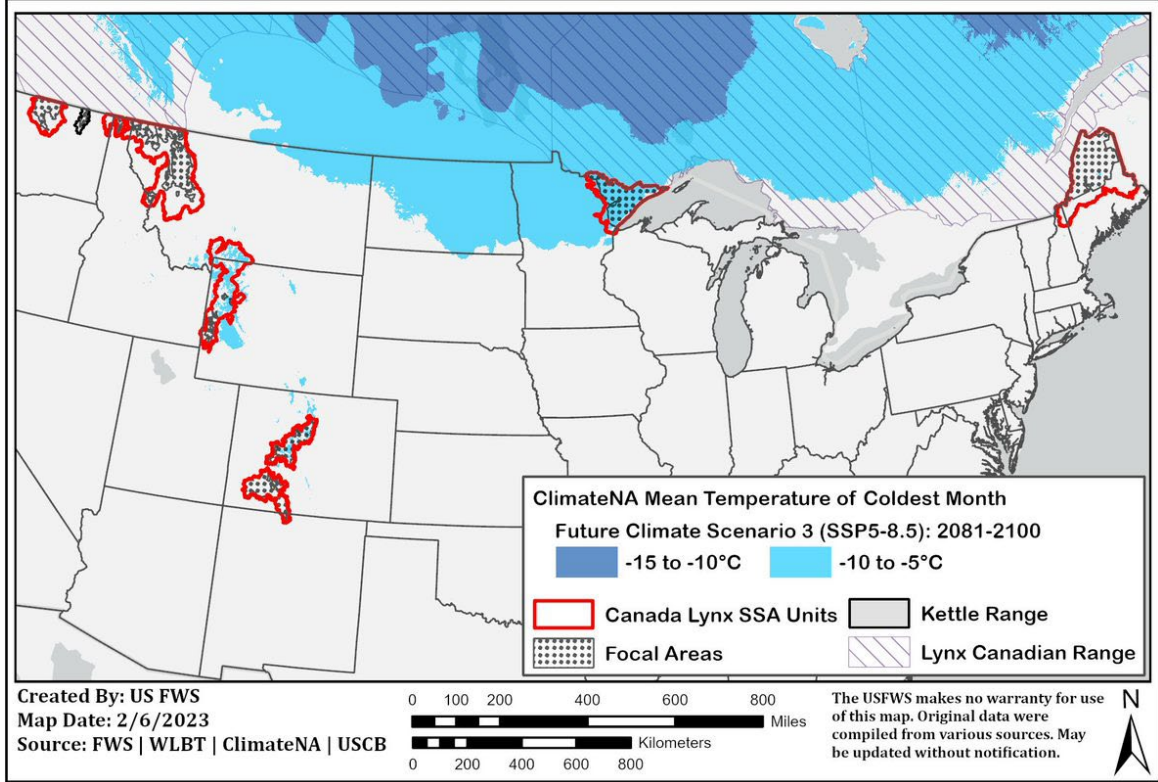 ClimateNA Mean Temperature of Coldest Month
Future Climate Scenario 3 (SSP5-8.5): 2081-2100
-15 to -10°C -10 to -5°C
Canada Lynx SSA Units Kettle Range
Focal Areas Lynx Canadian Range
Created By: US FWS
Map Date: 2/6/2023
Source: FWS | WLBT | ClimateNA | USCB
0 100 200 400 600 800
Miles
Kilometers
0 200 400 600 800
The USFWS makes no warranty for use
of this map. Original data were
compiled from various sources. May
be updated without notification.
N